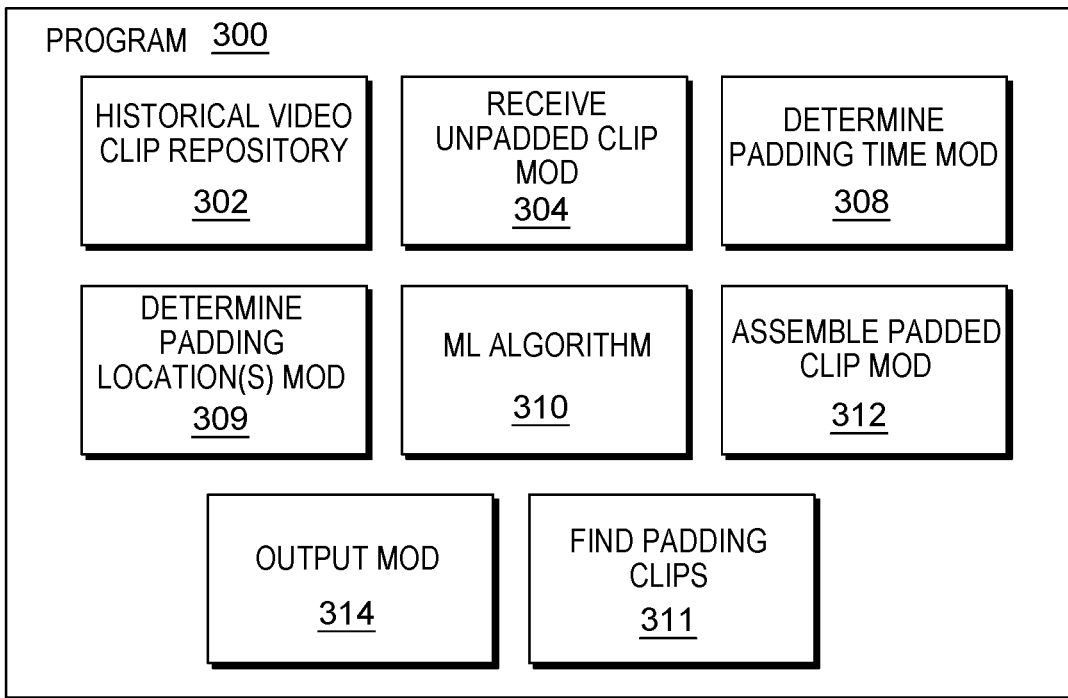 PROGRAM 300
HISTORICAL VIDEO
CLIP REPOSITORY
302
RECEIVE
UNPADDED CLIP
MOD
304
DETERMINE
PADDING TIME MOD
308
DETERMINE
PADDING
LOCATION(S) MOD
309
ML ALGORITHM
310
ASSEMBLE PADDED
CLIP MOD
312
OUTPUT MOD
314
FIND PADDING
CLIPS
311